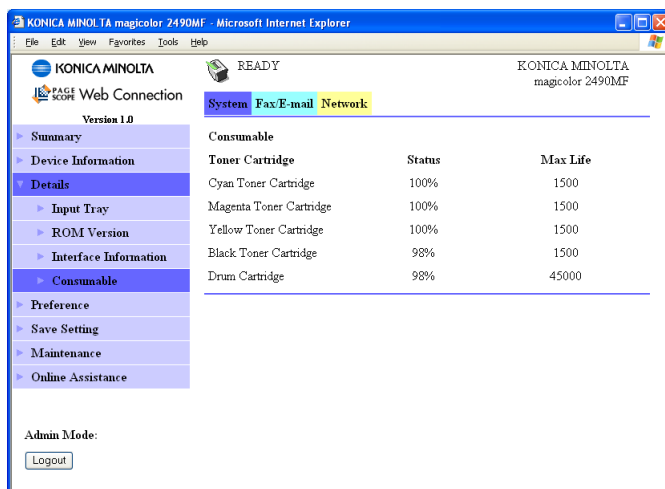 KONICA MINOLTA magicolor 2490MF - Microsoft Internet Explorer
File Edit View Favorites Tools Help
KONICA MINOLTA
PAGE SCOPE Web Connection
Version 1.0
READY
KONICA MINOLTA
magicolor 2490MF
System Fax/E-mail Network
Summary
Device Information
Details
Input Tray
ROM Version
Interface Information
Consumable
Preference
Save Setting
Maintenance
Online Assistance
Admin Mode:
Logout
Consumable
Toner Cartridge Status Max Life
Cyan Toner Cartridge 100% 1500
Magenta Toner Cartridge 100% 1500
Yellow Toner Cartridge 100% 1500
Black Toner Cartridge 98% 1500
Drum Cartridge 98% 45000